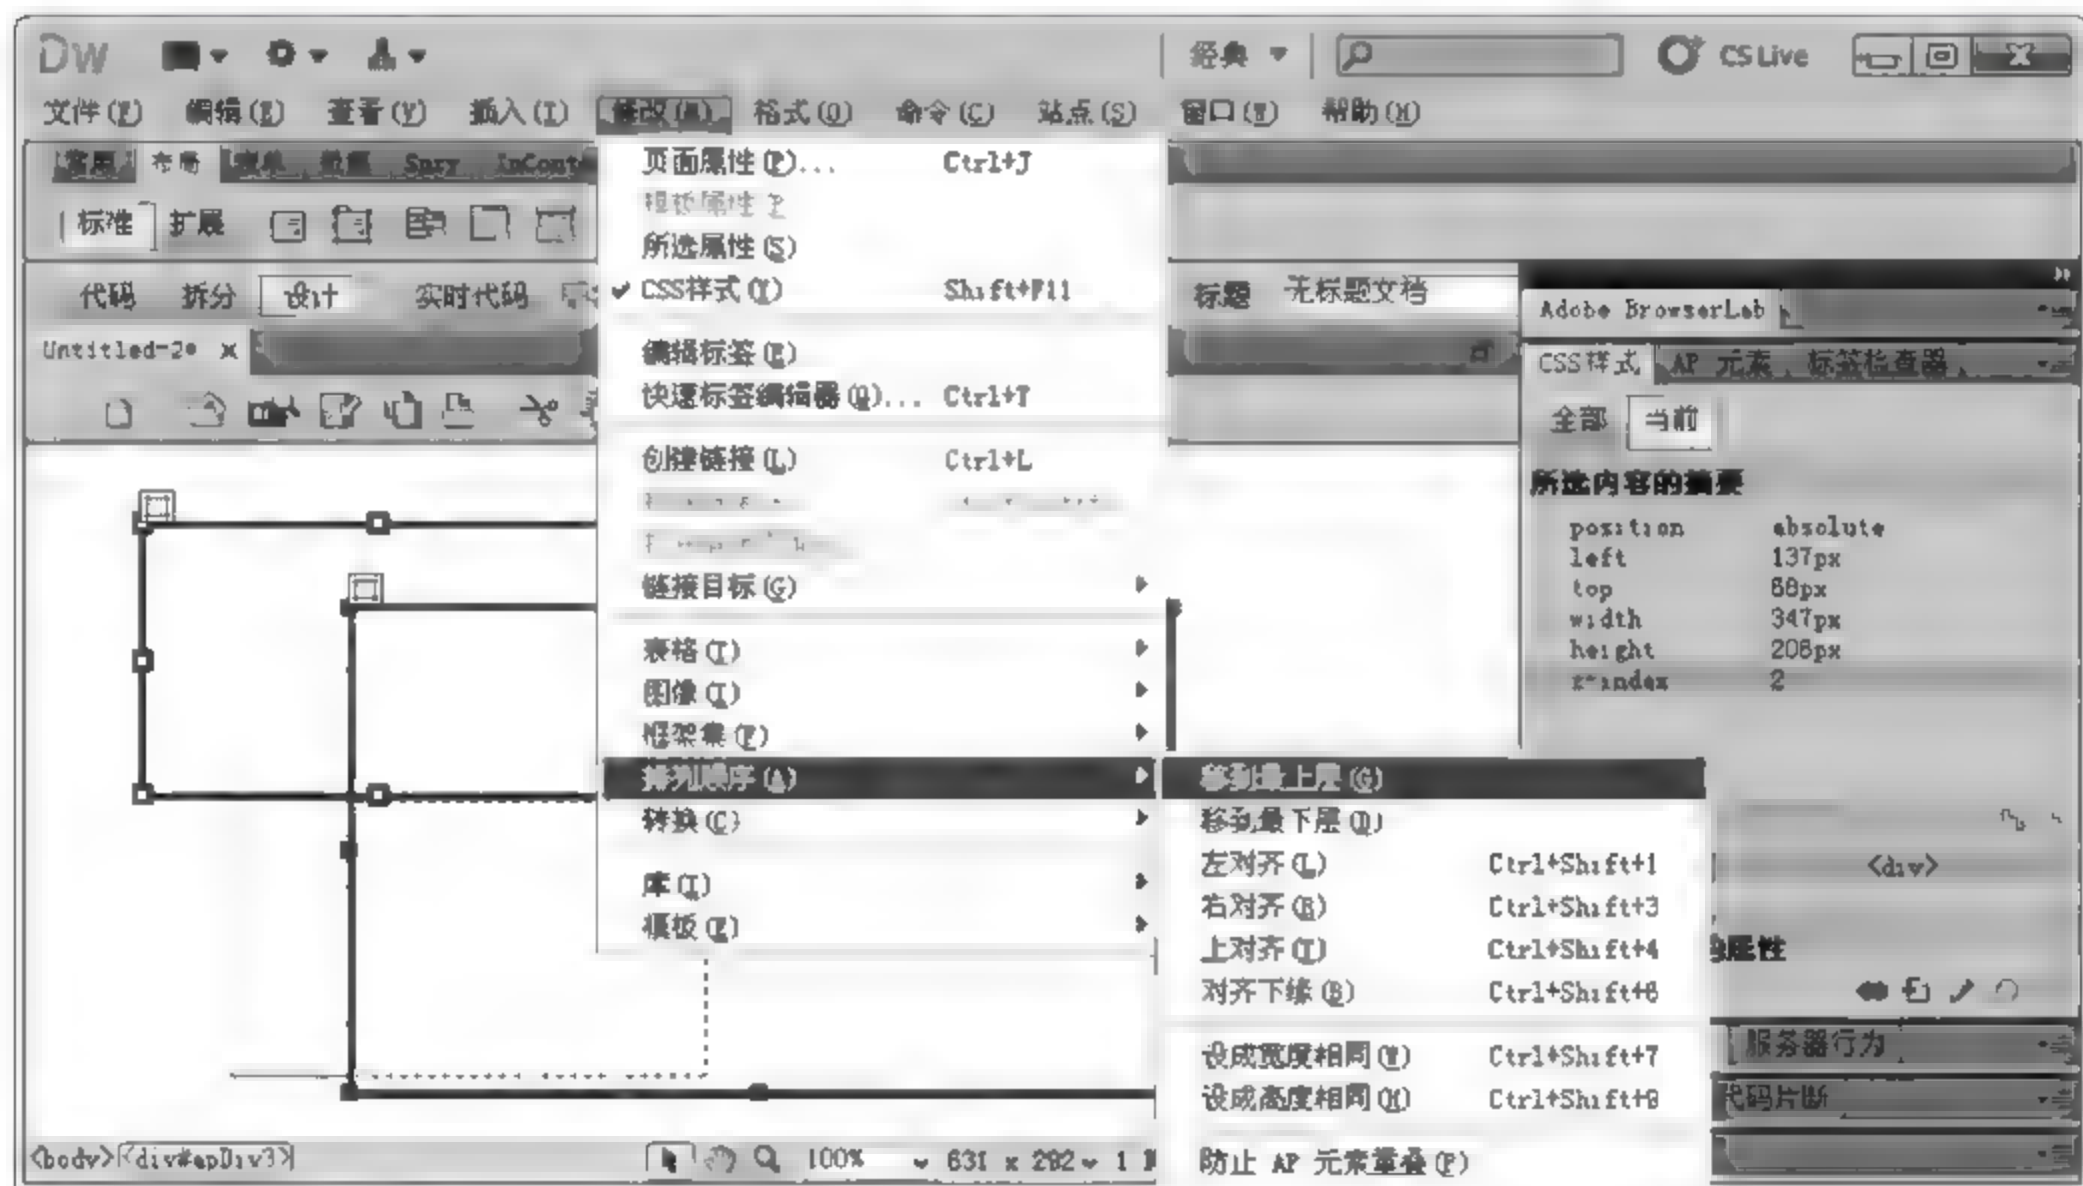 Dw 经典 CS Live
文件(F) 编辑(E) 查看(V) 插入(I) 修改(M) 格式(O) 命令(C) 站点(S) 窗口(W) 帮助(H)
常用 布局 表单 数据 Spry InConte
标准 扩展
代码 拆分 设计 实时代码 标题 无标题文档
Untitled-2*
页面属性(P)... Ctrl+J
模板属性 P
所选属性(S)
CSS样式(Y) Shift+F11
编辑标签(E)
快速标签编辑器(Q)... Ctrl+T
创建链接(L) Ctrl+L
链接目标(G)
表格(T)
图像(I)
框架集(F)
排列顺序(A)
转换(C)
库(I)
模板(E)
移到最上层(G)
移到最下层(D)
左对齐(L) Ctrl+Shift+1
右对齐(R) Ctrl+Shift+3
上对齐(T) Ctrl+Shift+4
对齐下缘(B) Ctrl+Shift+6
设成宽度相同(W) Ctrl+Shift+7
设成高度相同(H) Ctrl+Shift+9
防止 AP 元素重叠(P)
Adobe BrowserLab
CSS样式 AP 元素 标签检查器
全部 当前
所选内容的摘要
position absolute
left 137px
top
width 347px
height
z-index 2
<div>
属性
服务器行为
代码片断
<body> <div#apDiv3> 100% 631 x 292 1